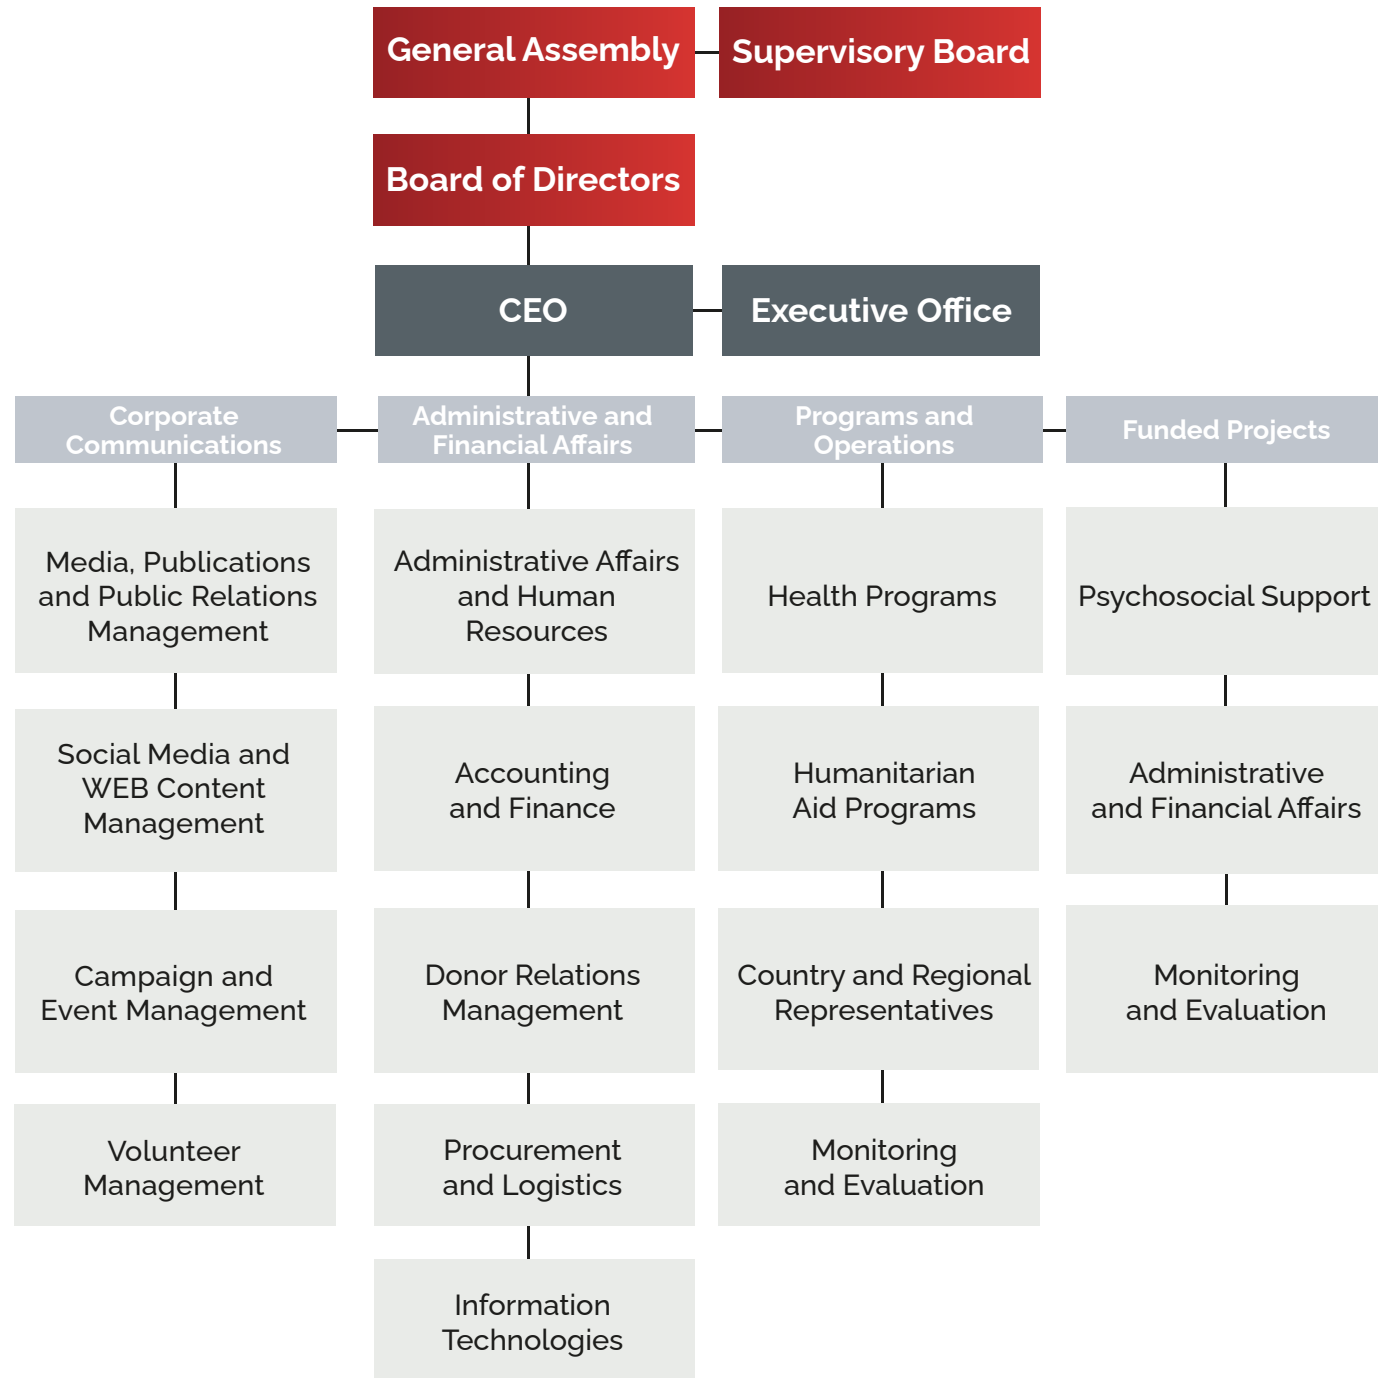 General Assembly
Supervisory Board
Board of Directors
CEO
Executive Office
Corporate
Communications
Administrative and
Financial Affairs
Programs and
Operations
Funded Projects
Media, Publications
and Public Relations
Management
Administrative Affairs
and Human
Resources
Health Programs
Psychosocial Support
Social Media and
WEB Content
Management
Accounting
and Finance
Humanitarian
Aid Programs
Administrative
and Financial Affairs
Campaign and
Event Management
Donor Relations
Management
Country and Regional
Representatives
Monitoring
and Evaluation
Volunteer
Management
Procurement
and Logistics
Monitoring
and Evaluation
Information
Technologies